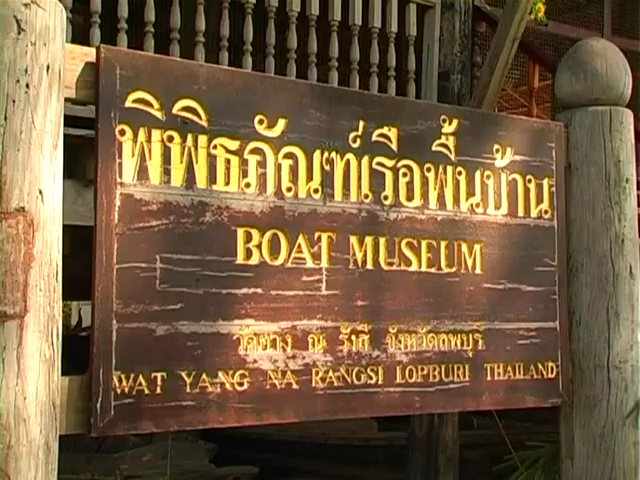 พิพิธภัณฑ์เรือพื้นบ้าน
BOAT MUSEUM
วัดยาง ณ รังสี จังหวัดลพบุรี
WAT YANG NA RANGSI LOPBURI THAILAND